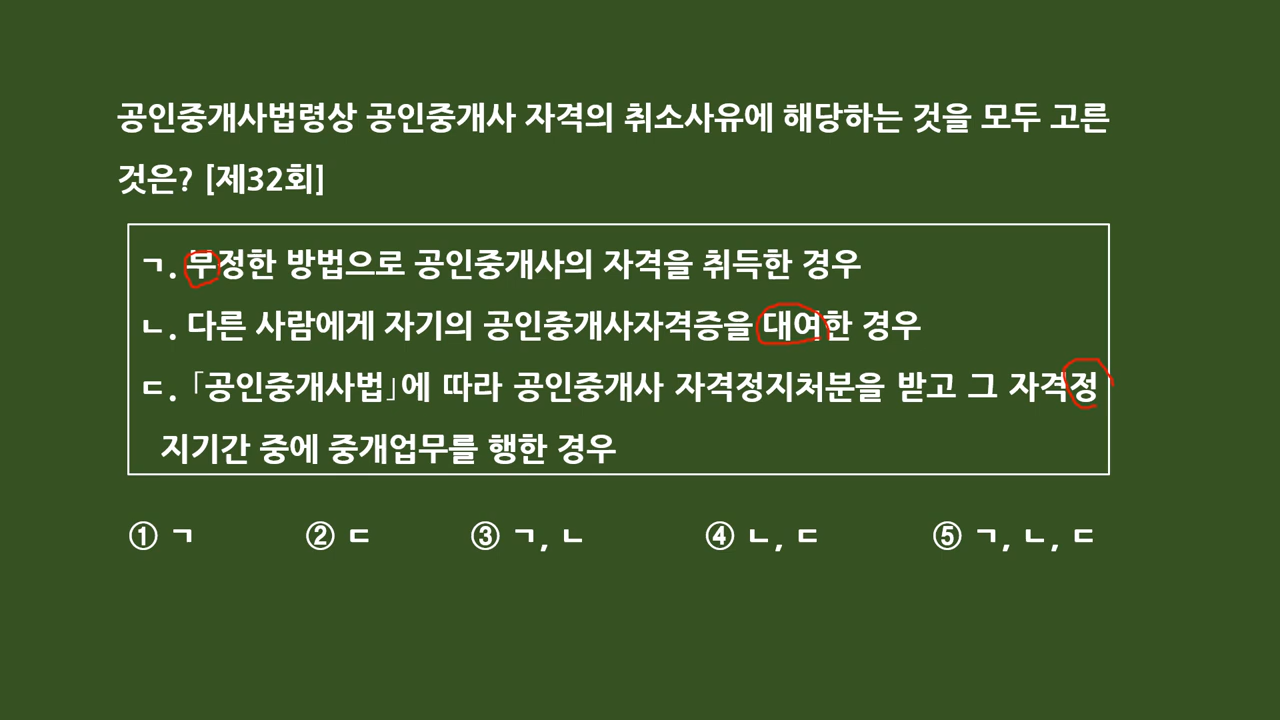 공인중개사법령상 공인중개사 자격의 취소사유에 해당하는 것을 모두 고른
것은? [제32회]
ㄱ. 부정한 방법으로 공인중개사의 자격을 취득한 경우
ㄴ. 다른 사람에게 자기의 공인중개사자격증을 대여한 경우
ㄷ. ｢공인중개사법｣에 따라 공인중개사 자격정지처분을 받고 그 자격정
지기간 중에 중개업무를 행한 경우
① ㄱ ② ㄷ ③ ㄱ, ㄴ ④ ㄴ, ㄷ ⑤ ㄱ, ㄴ, ㄷ